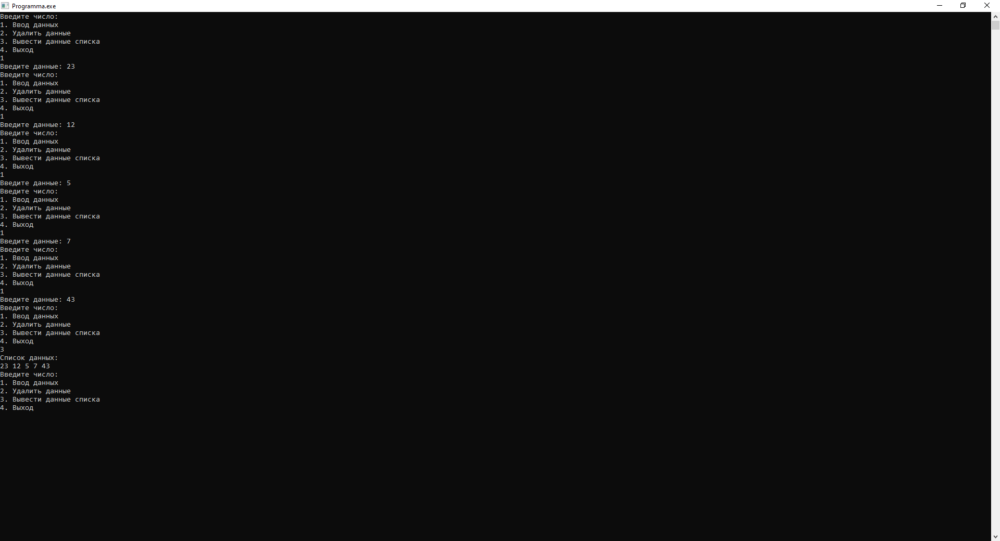 Programma.exe
Введите число:
1. Ввод данных
2. Удалить данные
3. Вывести данные списка
4. Выход
1
Введите данные: 23
Введите число:
1. Ввод данных
2. Удалить данные
3. Вывести данные списка
4. Выход
1
Введите данные: 12
Введите число:
1. Ввод данных
2. Удалить данные
3. Вывести данные списка
4. Выход
1
Введите данные: 5
Введите число:
1. Ввод данных
2. Удалить данные
3. Вывести данные списка
4. Выход
1
Введите данные: 7
Введите число:
1. Ввод данных
2. Удалить данные
3. Вывести данные списка
4. Выход
1
Введите данные: 43
Введите число:
1. Ввод данных
2. Удалить данные
3. Вывести данные списка
4. Выход
3
Список данных:
23 12 5 7 43
Введите число:
1. Ввод данных
2. Удалить данные
3. Вывести данные списка
4. Выход